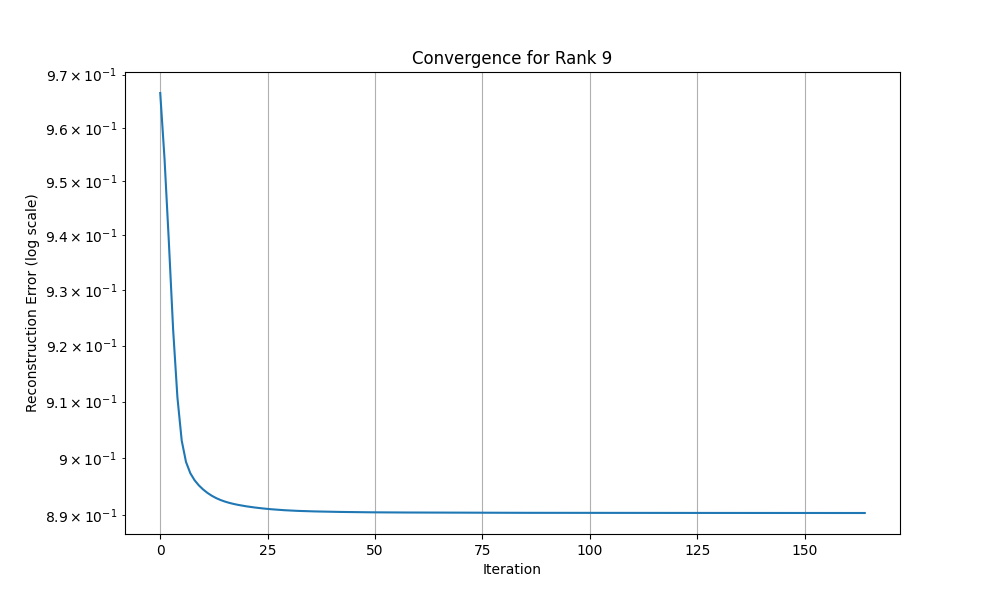 Convergence for Rank 9
Reconstruction Error (log scale)
9.7 × 10⁻¹
9.6 × 10⁻¹
9.5 × 10⁻¹
9.4 × 10⁻¹
9.3 × 10⁻¹
9.2 × 10⁻¹
9.1 × 10⁻¹
9 × 10⁻¹
8.9 × 10⁻¹
0 25 50 75 100 125 150
Iteration